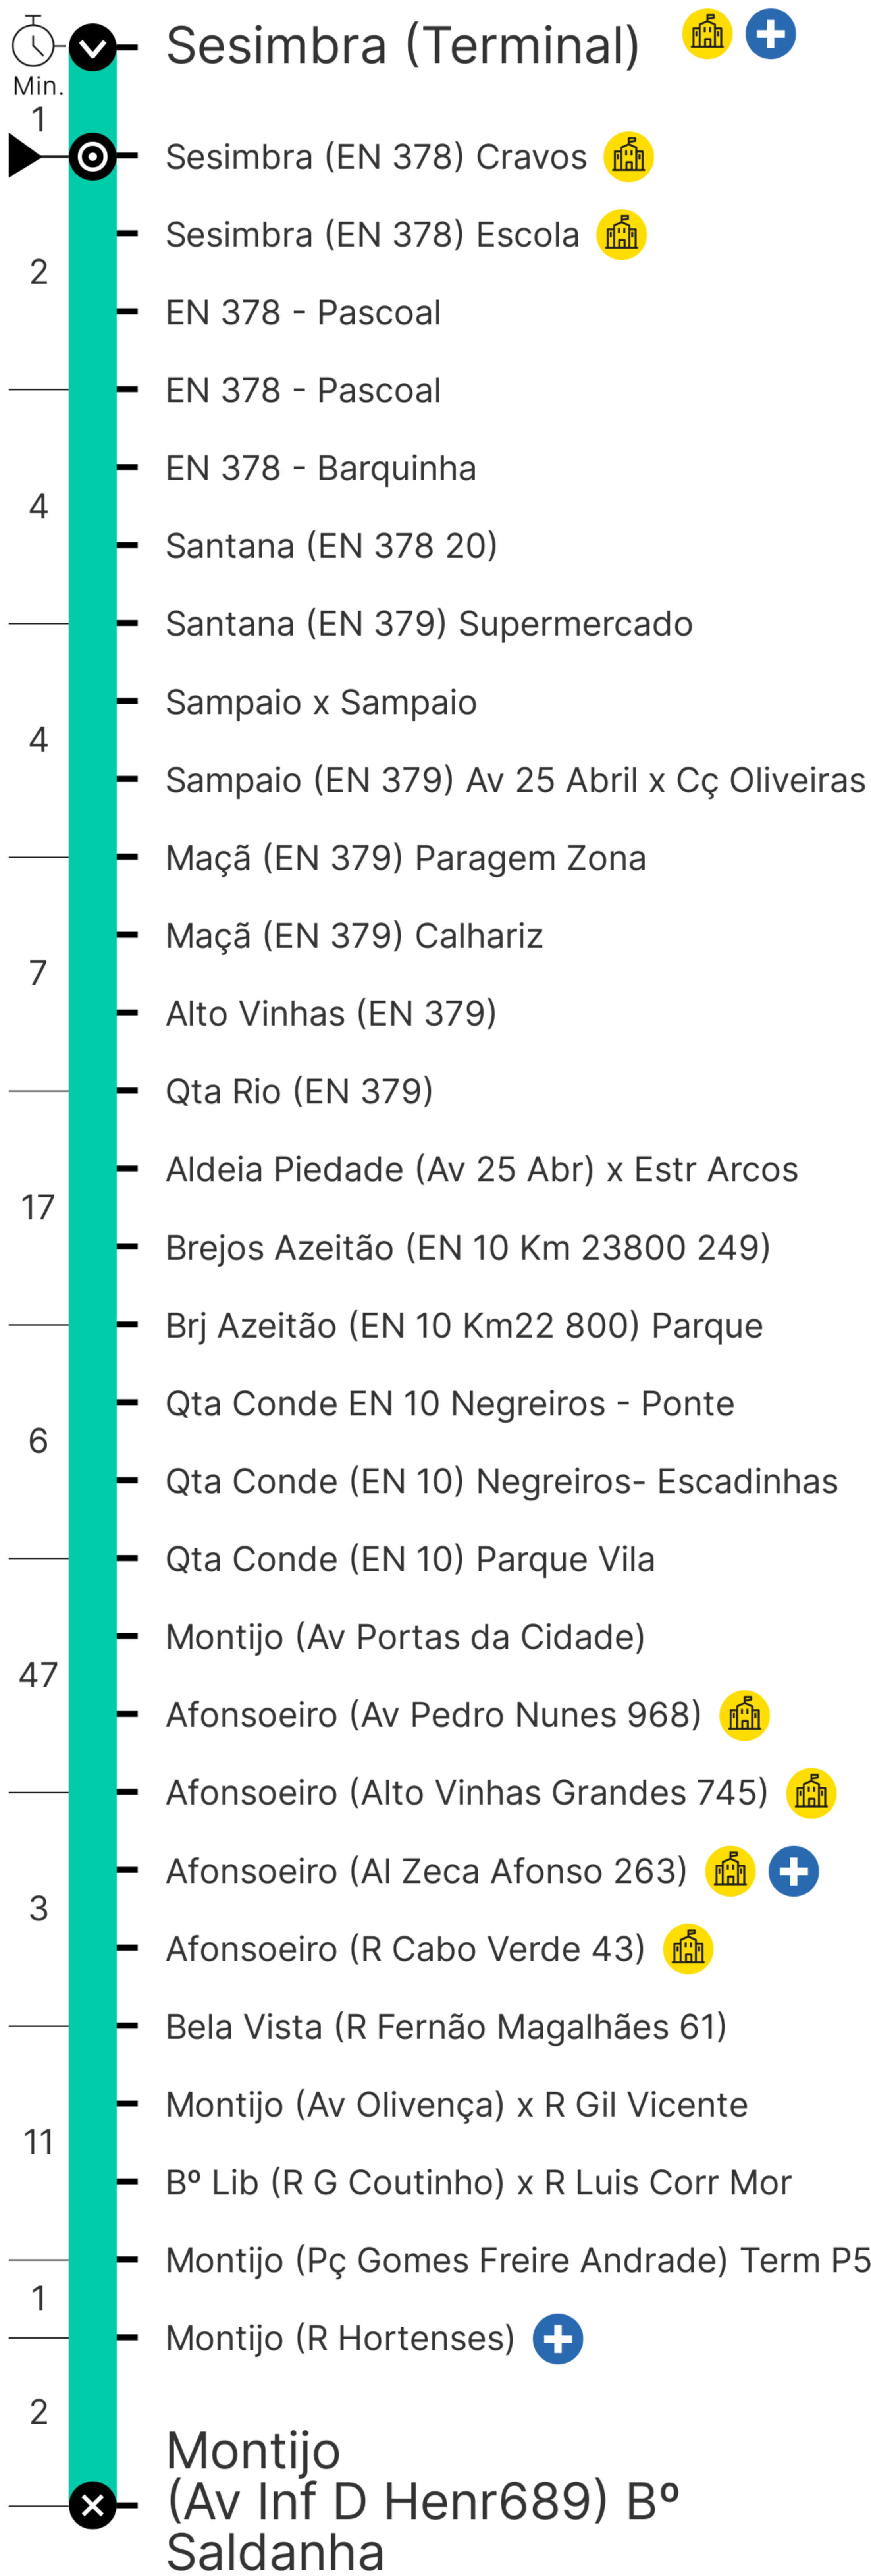 Sesimbra (Terminal)
Min.
1
Sesimbra (EN 378) Cravos
Sesimbra (EN 378) Escola
2
EN 378 - Pascoal
EN 378 - Pascoal
EN 378 - Barquinha
4
Santana (EN 378 20)
Santana (EN 379) Supermercado
Sampaio x Sampaio
4
Sampaio (EN 379) Av 25 Abril x Cç Oliveiras
Maçã (EN 379) Paragem Zona
Maçã (EN 379) Calhariz
7
Alto Vinhas (EN 379)
Qta Rio (EN 379)
Aldeia Piedade (Av 25 Abr) x Estr Arcos
17
Brejos Azeitão (EN 10 Km 23800 249)
Brj Azeitão (EN 10 Km22 800) Parque
Qta Conde EN 10 Negreiros - Ponte
6
Qta Conde (EN 10) Negreiros- Escadinhas
Qta Conde (EN 10) Parque Vila
Montijo (Av Portas da Cidade)
47
Afonsoeiro (Av Pedro Nunes 968)
Afonsoeiro (Alto Vinhas Grandes 745)
Afonsoeiro (Al Zeca Afonso 263)
3
Afonsoeiro (R Cabo Verde 43)
Bela Vista (R Fernão Magalhães 61)
Montijo (Av Olivença) x R Gil Vicente
11
Bº Lib (R G Coutinho) x R Luis Corr Mor
Montijo (Pç Gomes Freire Andrade) Term P5
1
Montijo (R Hortenses)
2
Montijo
(Av Inf D Henr689) Bº
Saldanha